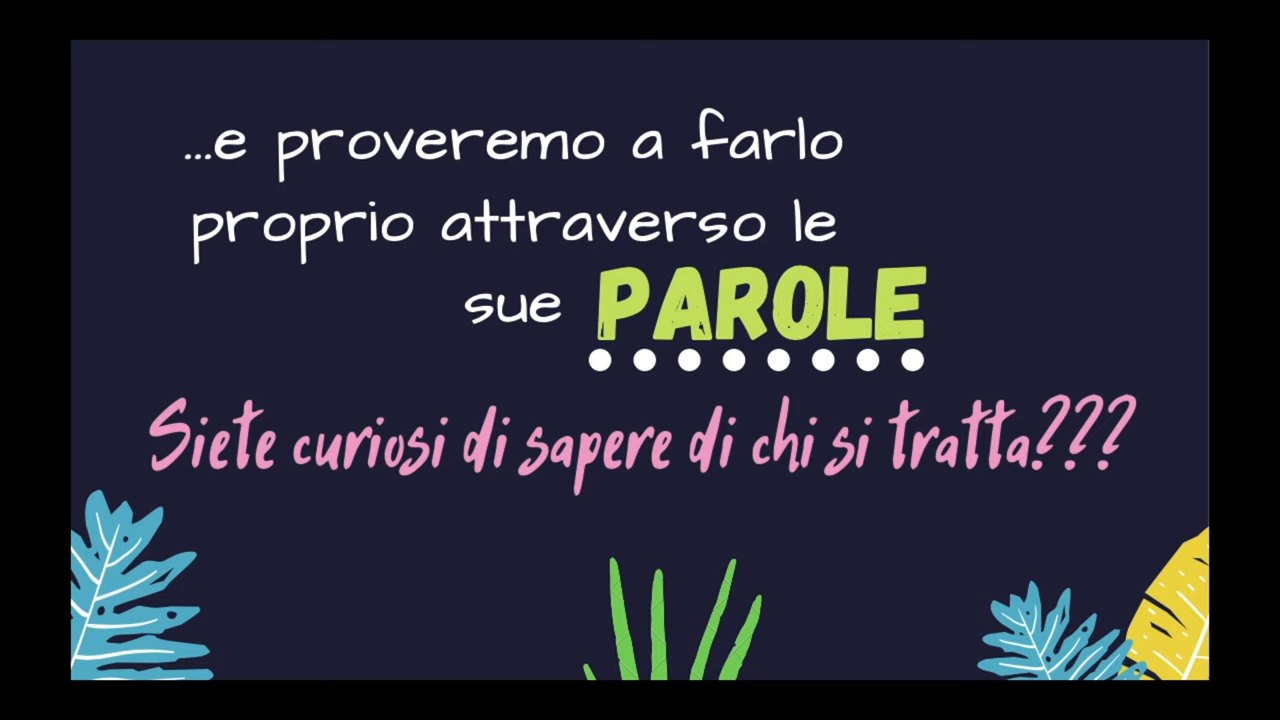 ...e proveremo a farlo
proprio attraverso le
sue PAROLE
Siete curiosi di sapere di chi si tratta???